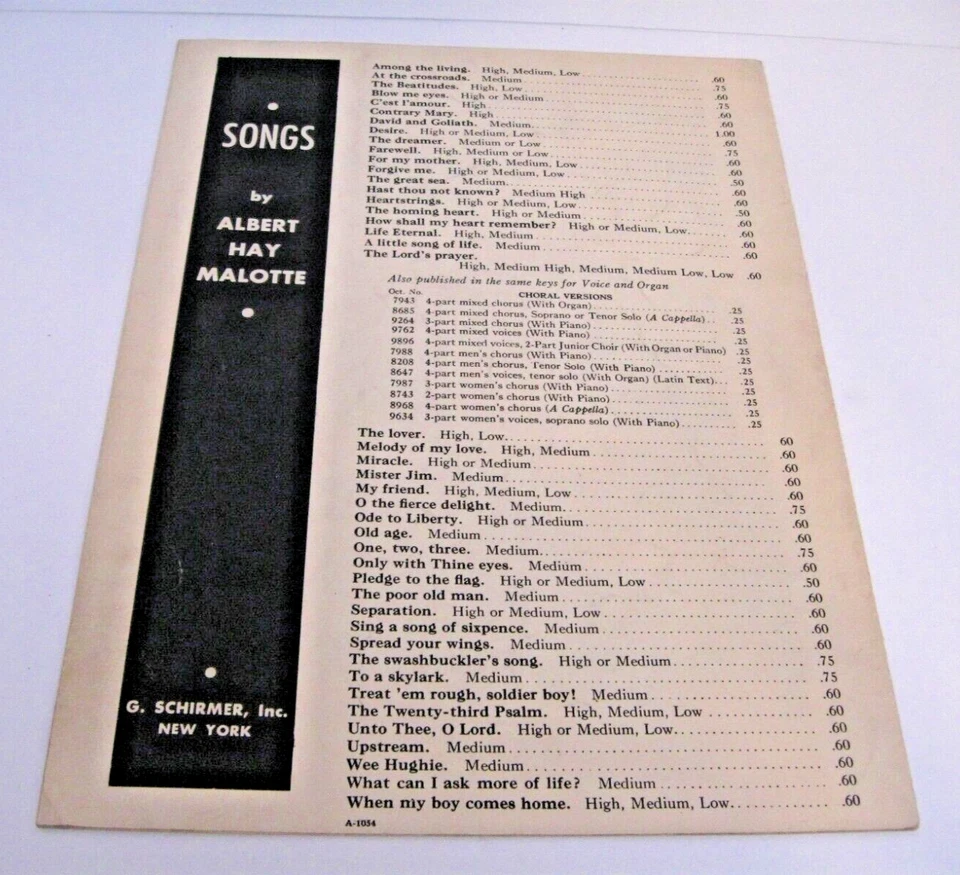 SONGS
by
ALBERT
HAY
MALOTTE
G. SCHIRMER, Inc.
NEW YORK
Among the living. High, Medium, Low .60
At the crossroads. Medium .75
The Beatitudes. High, Low .60
Blow me eyes. High or Medium .75
C'est l'amour. High .60
Contrary Mary. High .60
David and Goliath. Medium 1.00
Desire. High or Medium, Low .60
The dreamer. Medium or Low .75
Farewell. High, Medium or Low .60
For my mother. High, Medium, Low .60
Forgive me. High or Medium, Low .50
The great sea. Medium .60
Hast thou not known? Medium High .60
Heartstrings. High or Medium, Low .50
The homing heart. High or Medium .60
How shall my heart remember? High or Medium, Low .60
Life Eternal. High, Medium .60
A little song of life. Medium .60
The Lord's prayer.
High, Medium High, Medium, Medium Low, Low .60
Also published in the same keys for Voice and Organ
Oct. No. CHORAL VERSIONS
7943 4-part mixed chorus (With Organ) .25
8685 4-part mixed chorus, Soprano or Tenor Solo (A Cappella) .25
9264 3-part mixed chorus (With Piano) .25
9762 4-part mixed voices (With Piano) .25
9896 4-part mixed voices, 2-Part Junior Choir (With Organ or Piano) .25
7988 4-part men's chorus (With Piano) .25
8208 4-part men's chorus, Tenor Solo (With Piano) .25
8647 4-part men's voices, tenor solo (With Organ) (Latin Text) .25
7987 3-part women's chorus (With Piano) .25
8743 2-part women's chorus (With Piano) .25
8968 4-part women's chorus (A Cappella) .25
9634 3-part women's voices, soprano solo (With Piano) .25
The lover. High, Low 60
Melody of my love. High, Medium .60
Miracle. High or Medium .60
Mister Jim. Medium .60
My friend. High, Medium, Low .60
O the fierce delight. Medium .75
Ode to Liberty. High or Medium .60
Old age. Medium .60
One, two, three. Medium .75
Only with Thine eyes. Medium .60
Pledge to the flag. High or Medium, Low .50
The poor old man. Medium .60
Separation. High or Medium, Low .60
Sing a song of sixpence. Medium .60
Spread your wings. Medium .60
The swashbuckler's song. High or Medium .75
To a skylark. Medium .75
Treat 'em rough, soldier boy! Medium .60
The Twenty-third Psalm. High, Medium, Low .60
Unto Thee, O Lord. High or Medium, Low .60
Upstream. Medium .60
Wee Hughie. Medium .60
What can I ask more of life? Medium .60
When my boy comes home. High, Medium, Low .60
A-1054